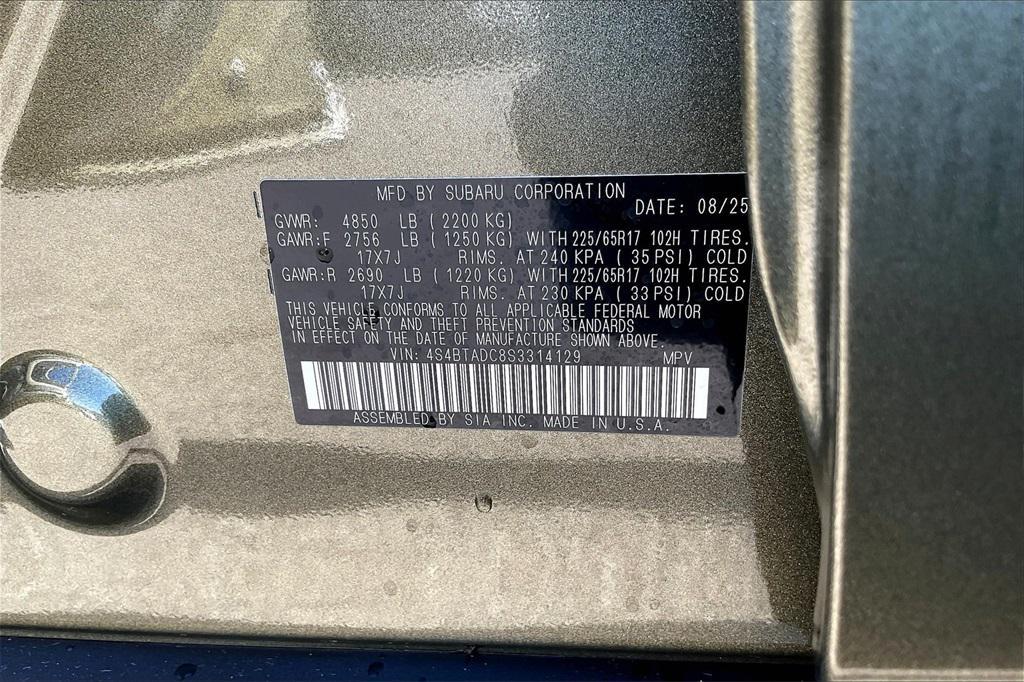 MFD BY SUBARU CORPORATION
DATE: 08/25
GVWR: 4850 LB (2200 KG)
GAWR:F 2756 LB (1250 KG) WITH 225/65R17 102H TIRES.
17X7J RIMS. AT 240 KPA (35 PSI) COLD
GAWR:R 2690 LB (1220 KG) WITH 225/65R17 102H TIRES.
17X7J RIMS. AT 230 KPA (33 PSI) COLD
THIS VEHICLE CONFORMS TO ALL APPLICABLE FEDERAL MOTOR
VEHICLE SAFETY AND THEFT PREVENTION STANDARDS
IN EFFECT ON THE DATE OF MANUFACTURE SHOWN ABOVE.
VIN: 4S4BTADC8S3314129 MPV
ASSEMBLED BY SIA INC. MADE IN U.S.A.